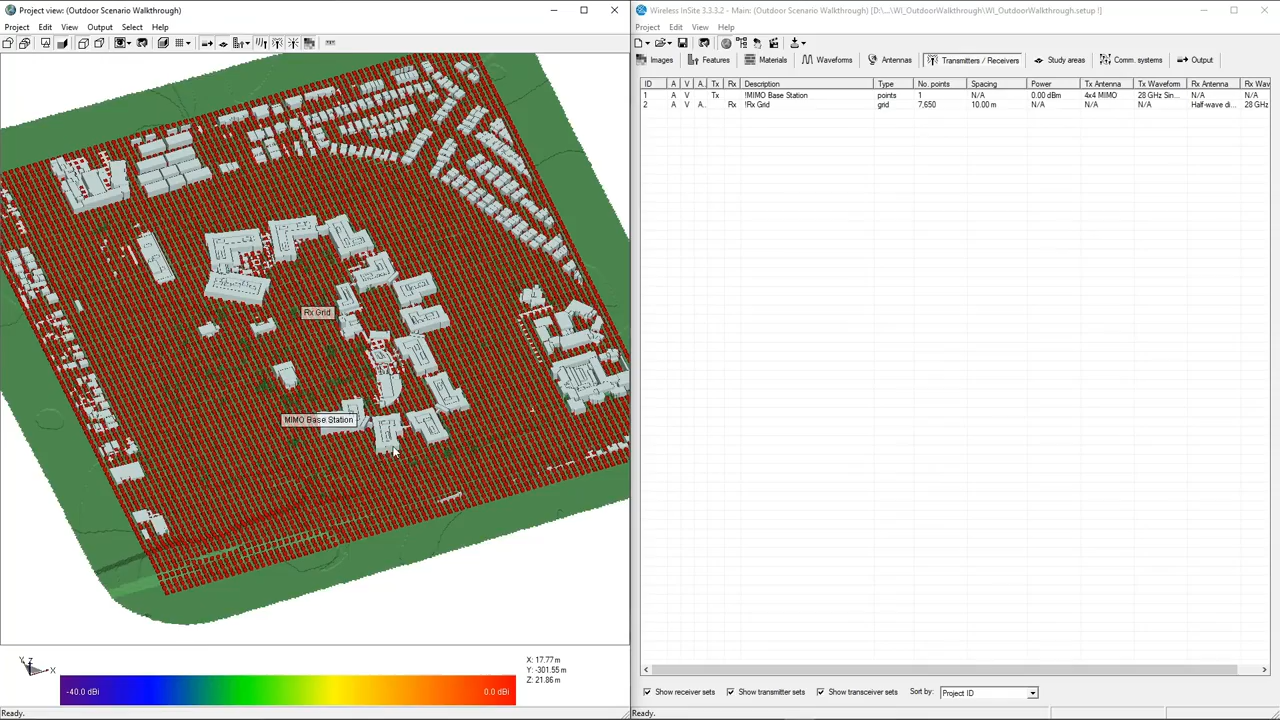 Project view: (Outdoor Scenario Walkthrough)
Project Edit View Output Select Help
Rx Grid
MIMO Base Station
Y Z X
X: 17.77 m
Y: -301.55 m
Z: 21.86 m
-40.0 dBi 0.0 dBi
Ready.
Wireless InSite 3.3.3.2 - Main: (Outdoor Scenario Walkthrough) [D:\...\WI_OutdoorWalkthrough\WI_OutdoorWalkthrough.setup !]
Project Edit View Help
Images Features Materials Waveforms Antennas Transmitters / Receivers Study areas Comm. systems Output
ID A V A. Tx Rx Description Type No. points Spacing Power Tx Antenna Tx Waveform Rx Antenna Rx Wav
1 A V Tx !MIMO Base Station points 1 N/A 0.00 dBm 4x4 MIMO 28 GHz Sin... N/A
2 A V A.. Rx !Rx Grid grid 7,650 10.00 m N/A N/A N/A Half-wave di... 28 GHz
Show receiver sets Show transmitter sets Show transceiver sets Sort by: Project ID
Ready.